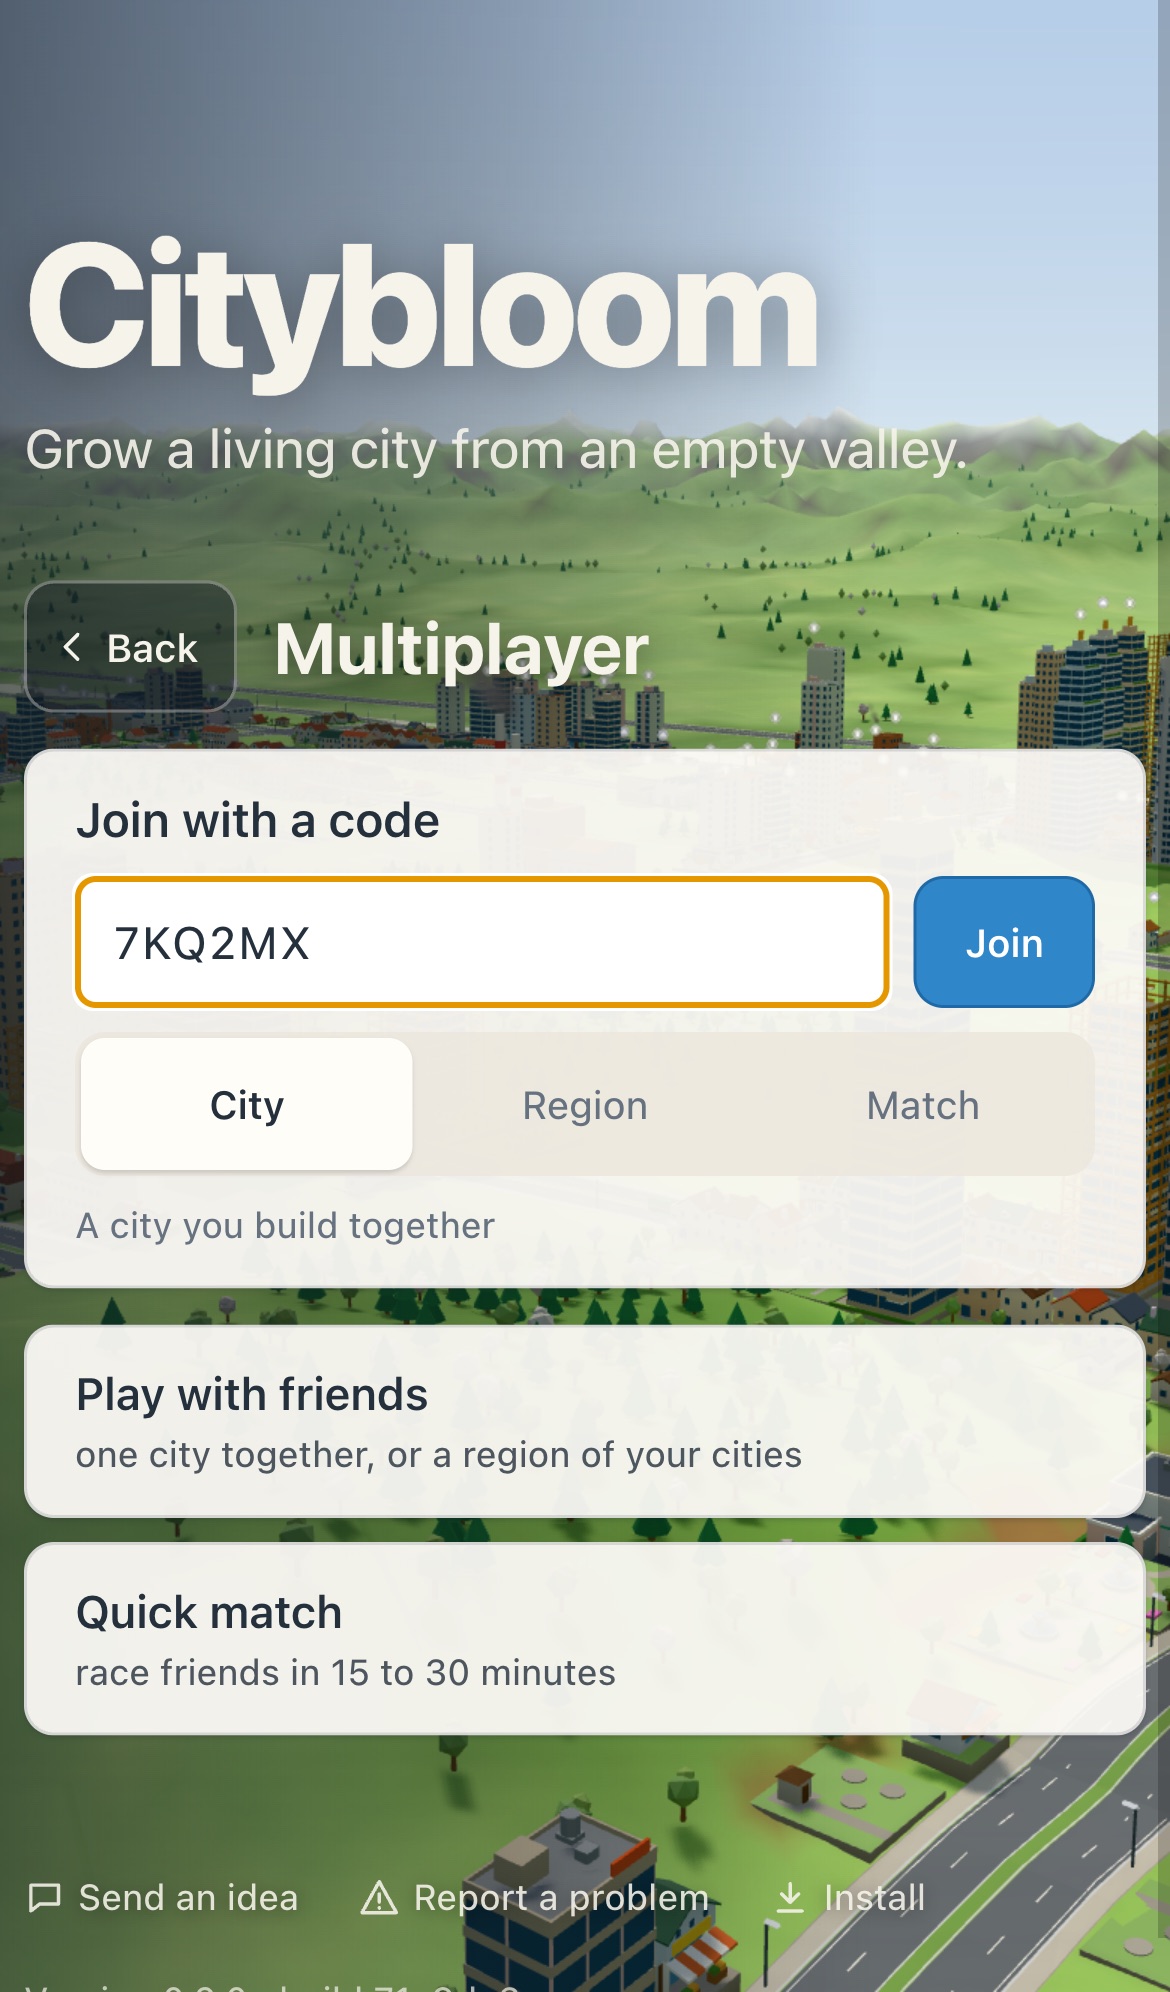 Citybloom
Grow a living city from an empty valley.
Back
Multiplayer
Join with a code
7KQ2MX
Join
City
Region
Match
A city you build together
Play with friends
one city together, or a region of your cities
Quick match
race friends in 15 to 30 minutes
Send an idea
Report a problem
Install